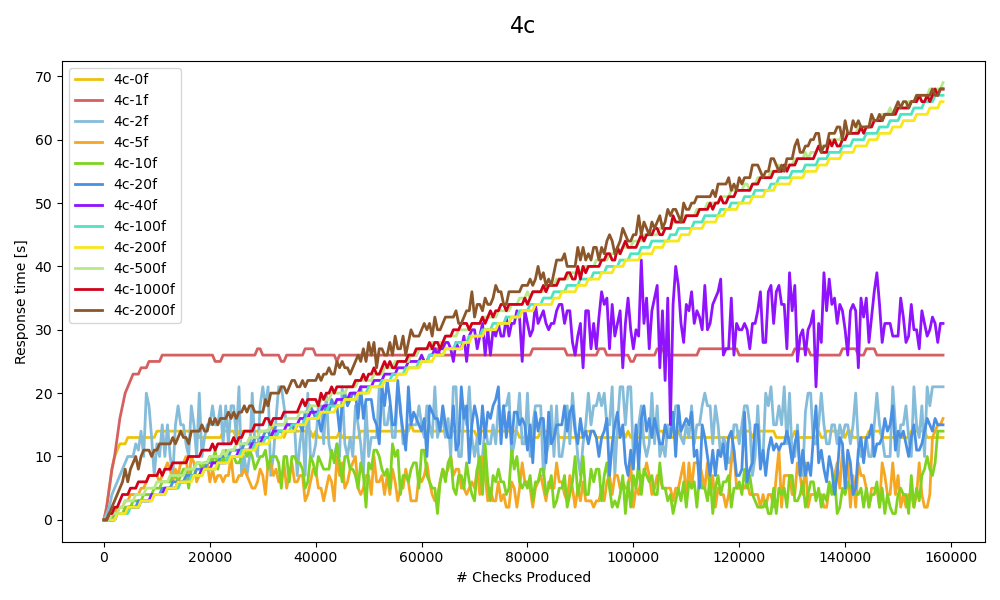 4c
Response time [s]
70
60
50
40
30
20
10
0
4c-0f
4c-1f
4c-2f
4c-5f
4c-10f
4c-20f
4c-40f
4c-100f
4c-200f
4c-500f
4c-1000f
4c-2000f
0 20000 40000 60000 80000 100000 120000 140000 160000
# Checks Produced